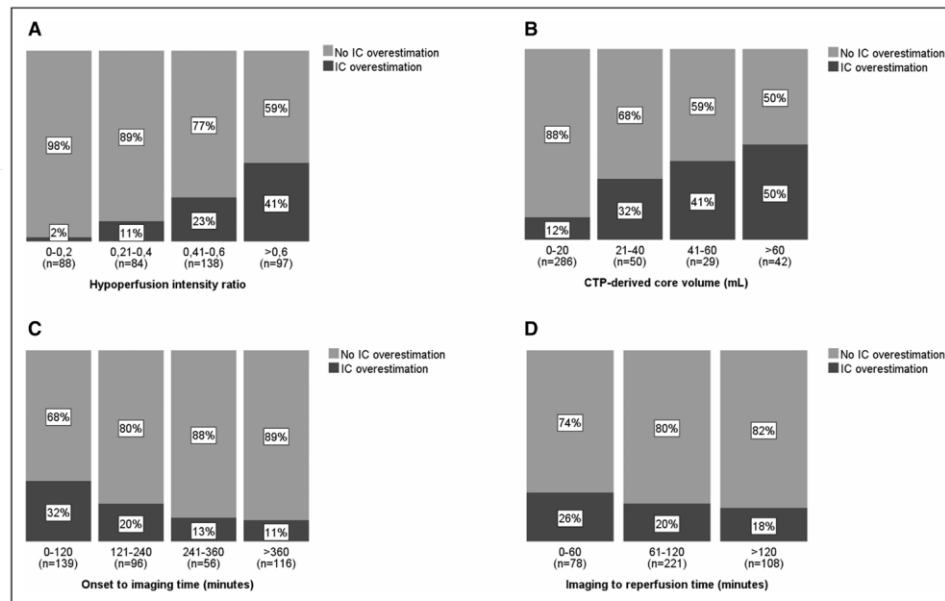 A
No IC overestimation
IC overestimation
98%
89%
77%
59%
2%
11%
23%
41%
0-0,2
(n=88)
0,21-0,4
(n=84)
0,41-0,6
(n=138)
>0,6
(n=97)
Hypoperfusion intensity ratio
B
No IC overestimation
IC overestimation
88%
68%
59%
50%
12%
32%
41%
50%
0-20
(n=286)
21-40
(n=50)
41-60
(n=29)
>60
(n=42)
CTP-derived core volume (mL)
C
No IC overestimation
IC overestimation
68%
80%
88%
89%
32%
20%
13%
11%
0-120
(n=139)
121-240
(n=96)
241-360
(n=56)
>360
(n=116)
Onset to imaging time (minutes)
D
No IC overestimation
IC overestimation
74%
80%
82%
26%
20%
18%
0-60
(n=78)
61-120
(n=221)
>120
(n=108)
Imaging to reperfusion time (minutes)